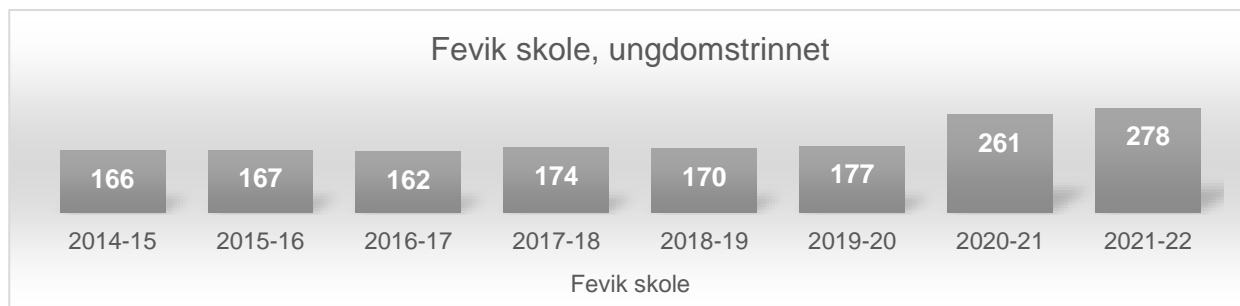 Fevik skole, ungdomstrinnet
166 167 162 174 170 177 261 278
2014-15 2015-16 2016-17 2017-18 2018-19 2019-20 2020-21 2021-22
Fevik skole